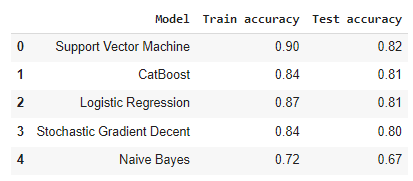 Model Train accuracy Test accuracy
0 Support Vector Machine 0.90 0.82
1 CatBoost 0.84 0.81
2 Logistic Regression 0.87 0.81
3 Stochastic Gradient Decent 0.84 0.80
4 Naive Bayes 0.72 0.67